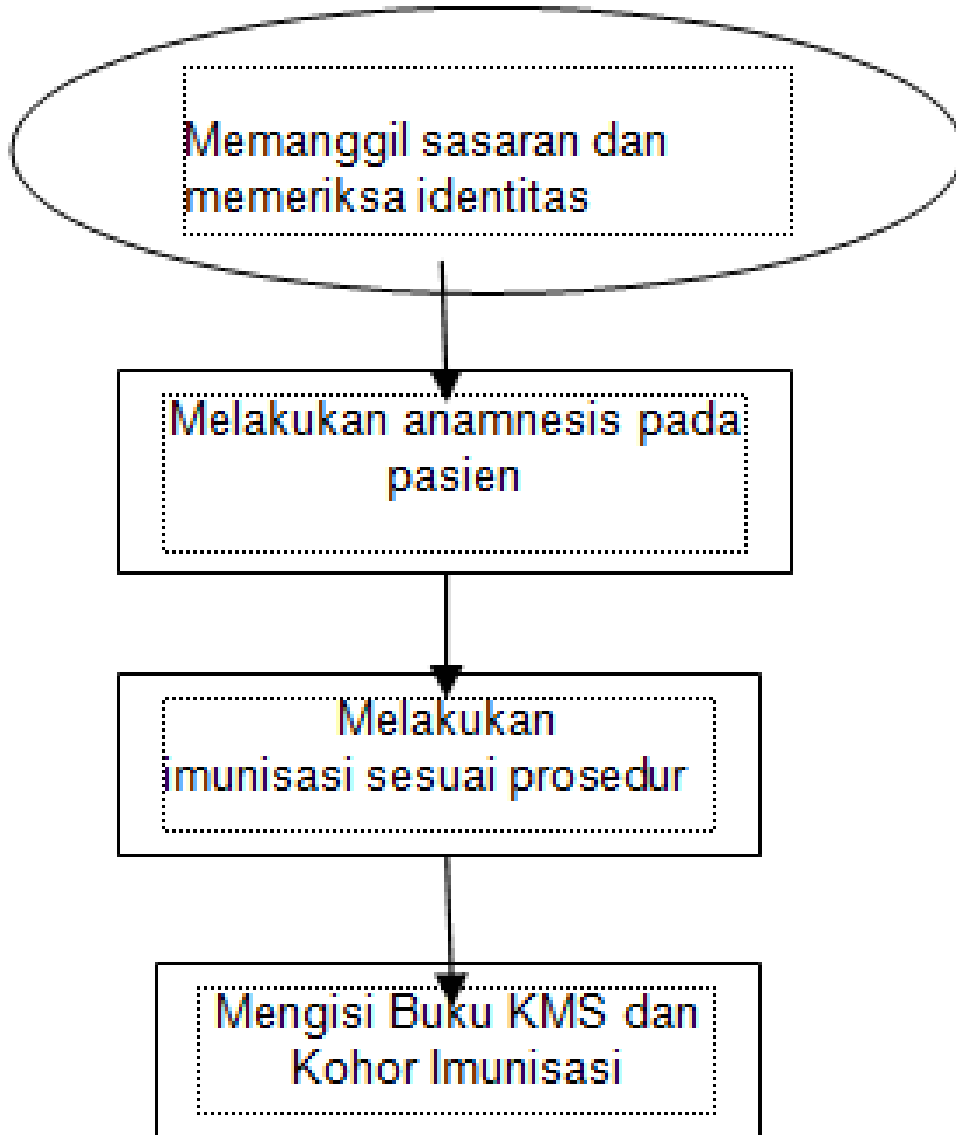 Memanggil sasaran dan
memeriksa identitas
Melakukan anamnesis pada
pasien
Melakukan
imunisasi sesuai prosedur
Mengisi Buku KMS dan
Kohor Imunisasi